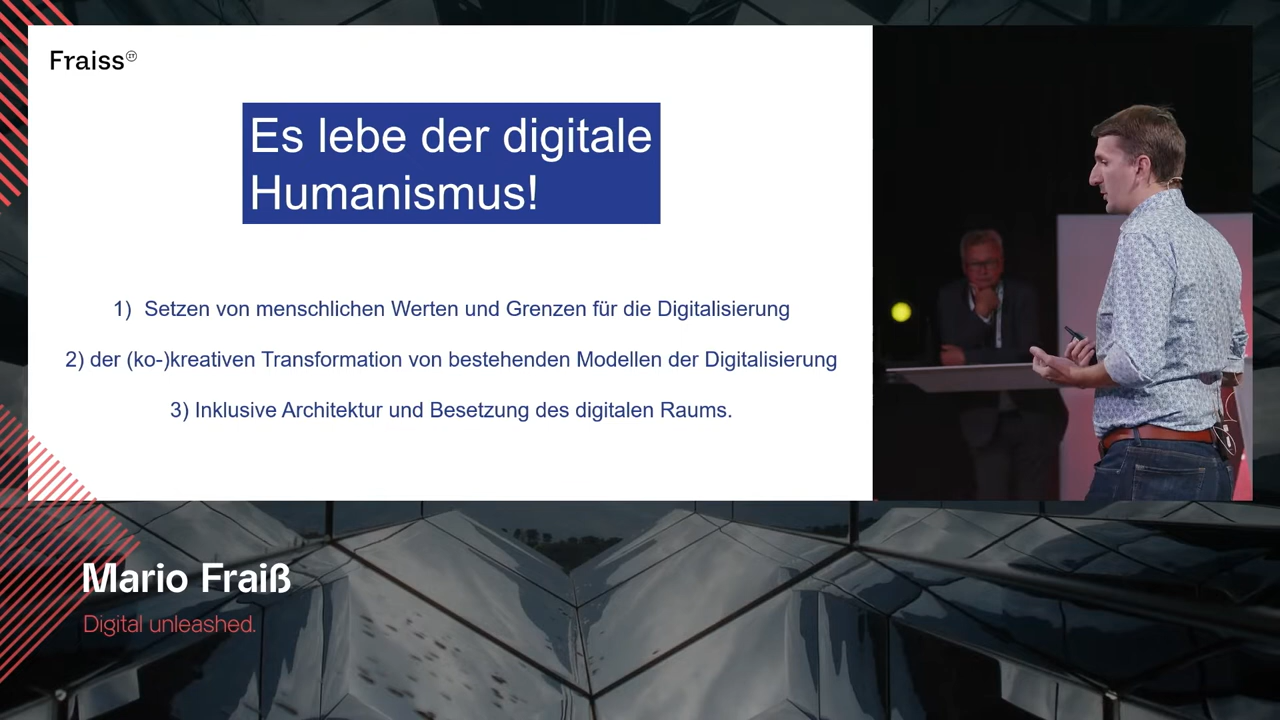 Fraiss
Es lebe der digitale
Humanismus!
1) Setzen von menschlichen Werten und Grenzen für die Digitalisierung
2) der (ko-)kreativen Transformation von bestehenden Modellen der Digitalisierung
3) Inklusive Architektur und Besetzung des digitalen Raums.
Mario Fraiß
Digital unleashed.